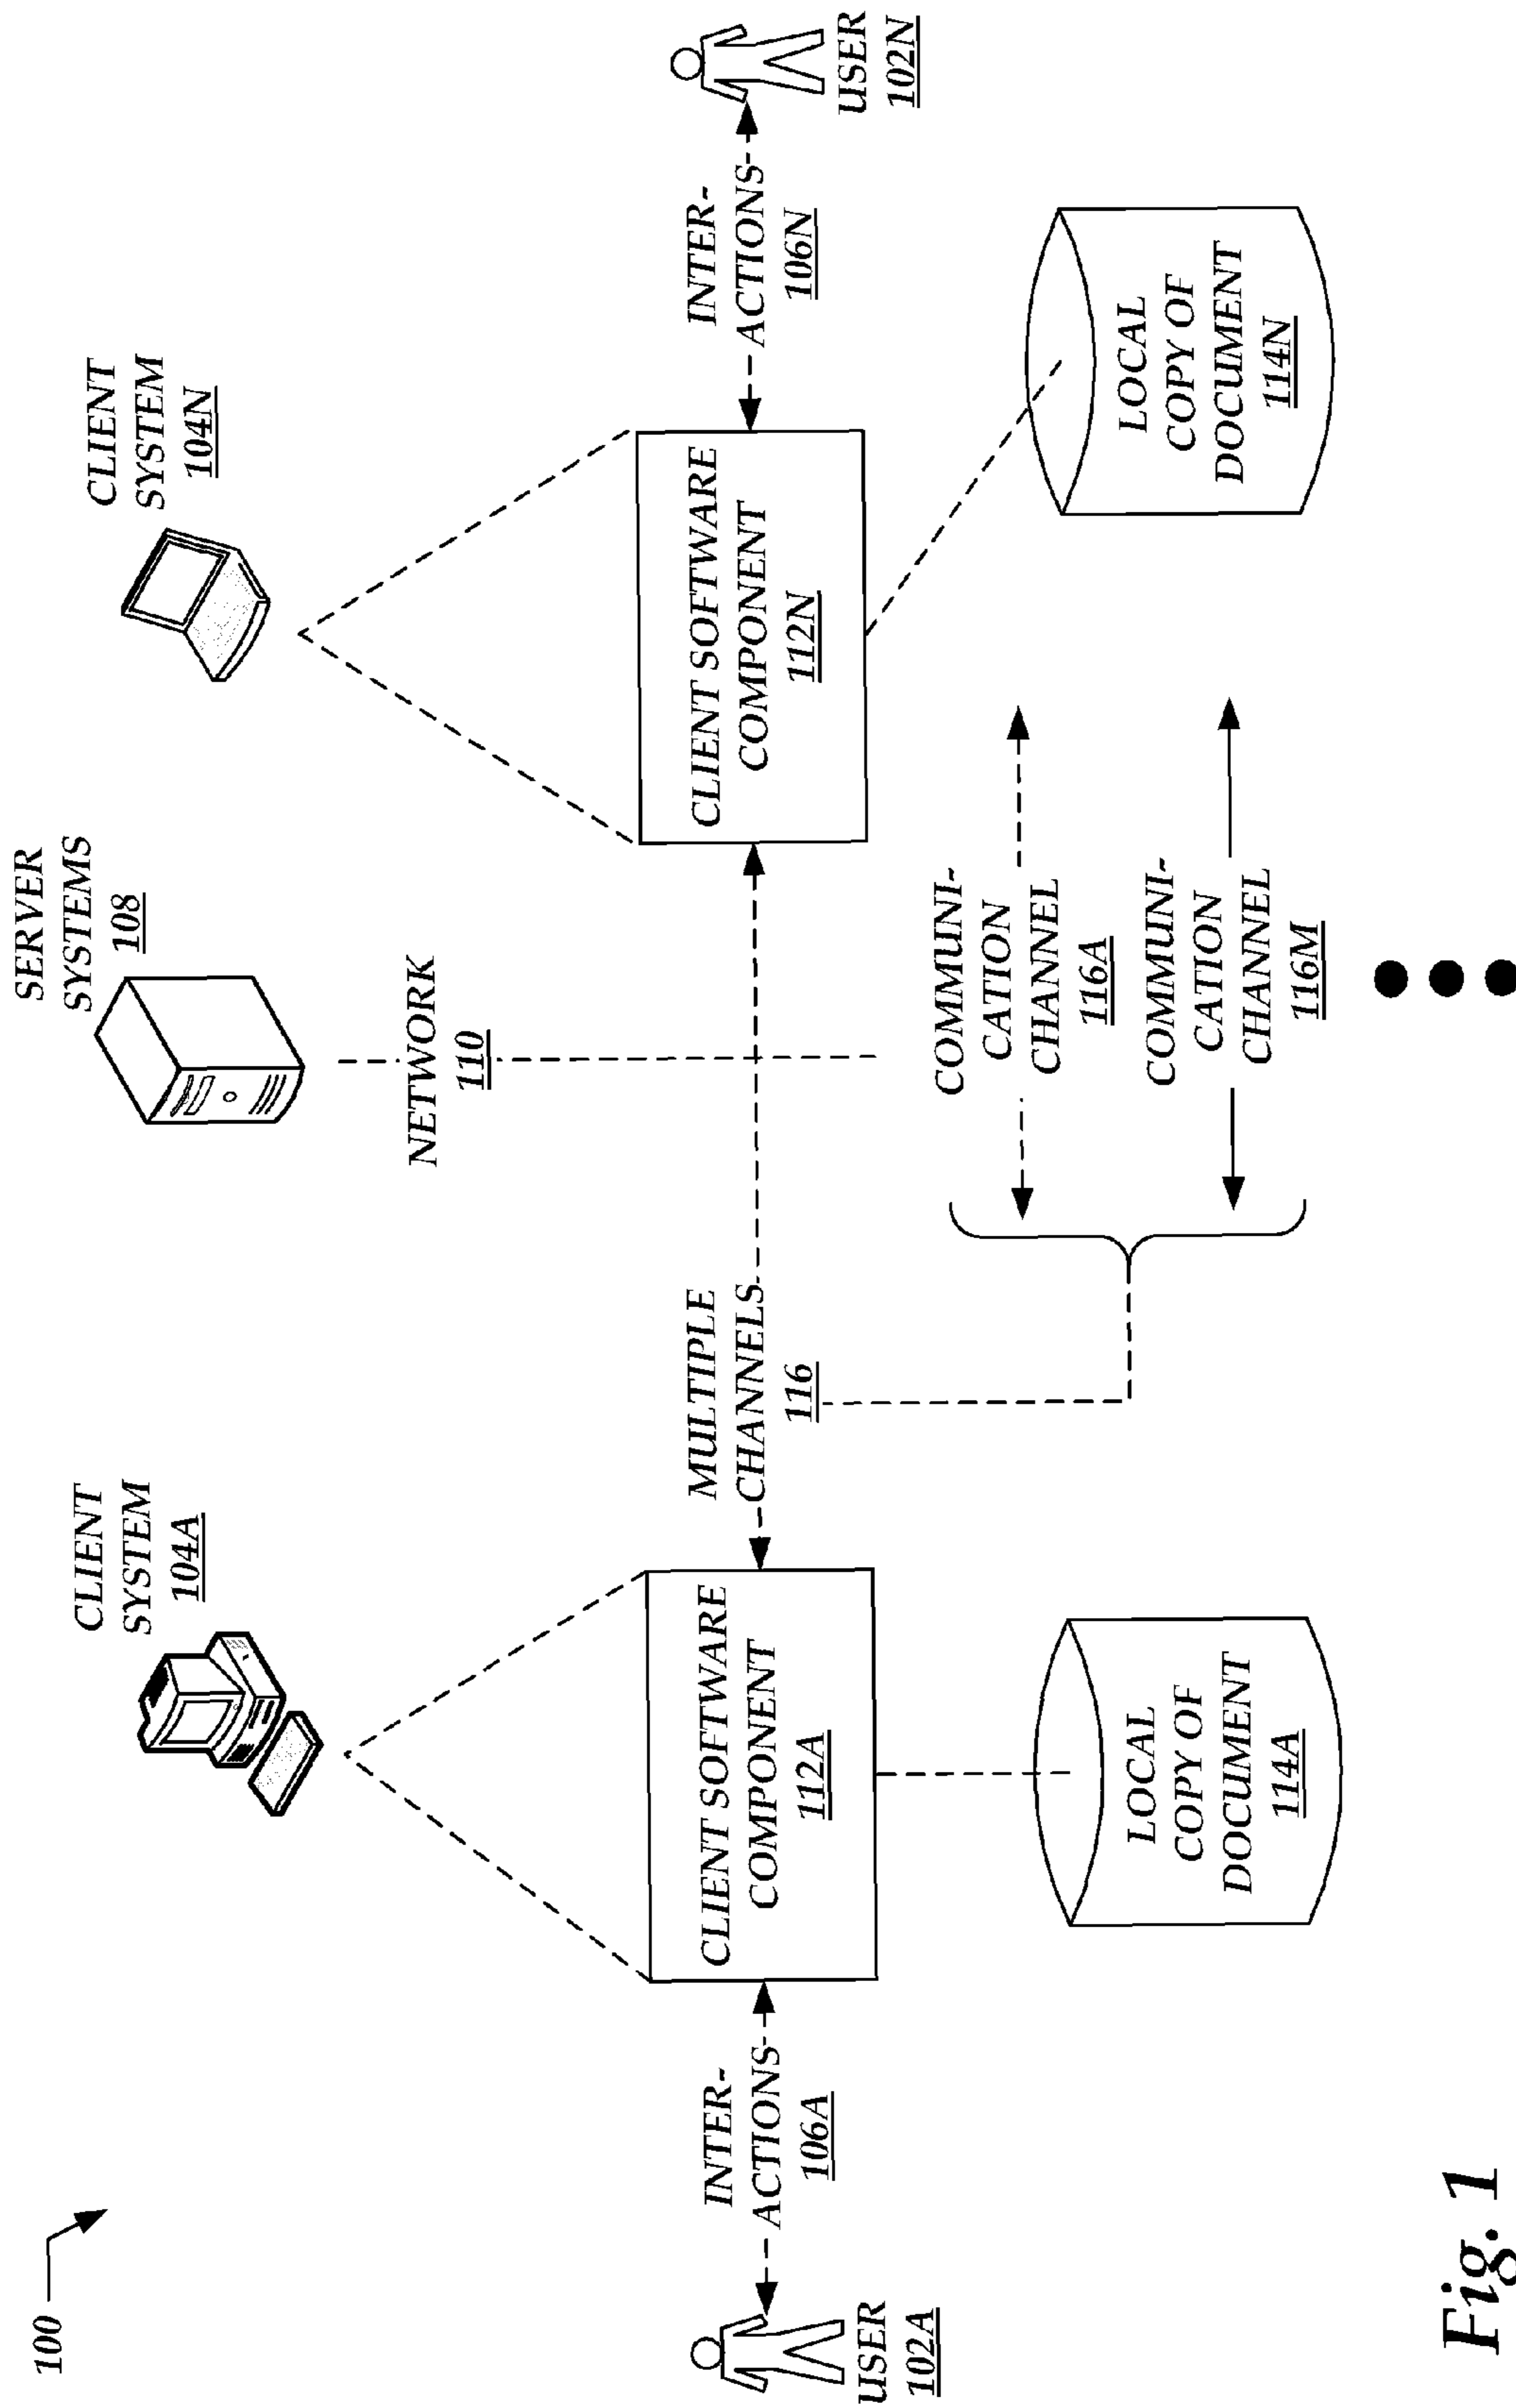 100
CLIENT
SYSTEM
104A
SERVER
SYSTEMS
108
CLIENT
SYSTEM
104N
NETWORK
110
USER
102A
INTER-
ACTIONS
106A
CLIENT SOFTWARE
COMPONENT
112A
MULTIPLE
CHANNELS
116
CLIENT SOFTWARE
COMPONENT
112N
INTER-
ACTIONS
106N
USER
102N
LOCAL
COPY OF
DOCUMENT
114A
COMMUNI-
CATION
CHANNEL
116A
COMMUNI-
CATION
CHANNEL
116M
LOCAL
COPY OF
DOCUMENT
114N
Fig. 1